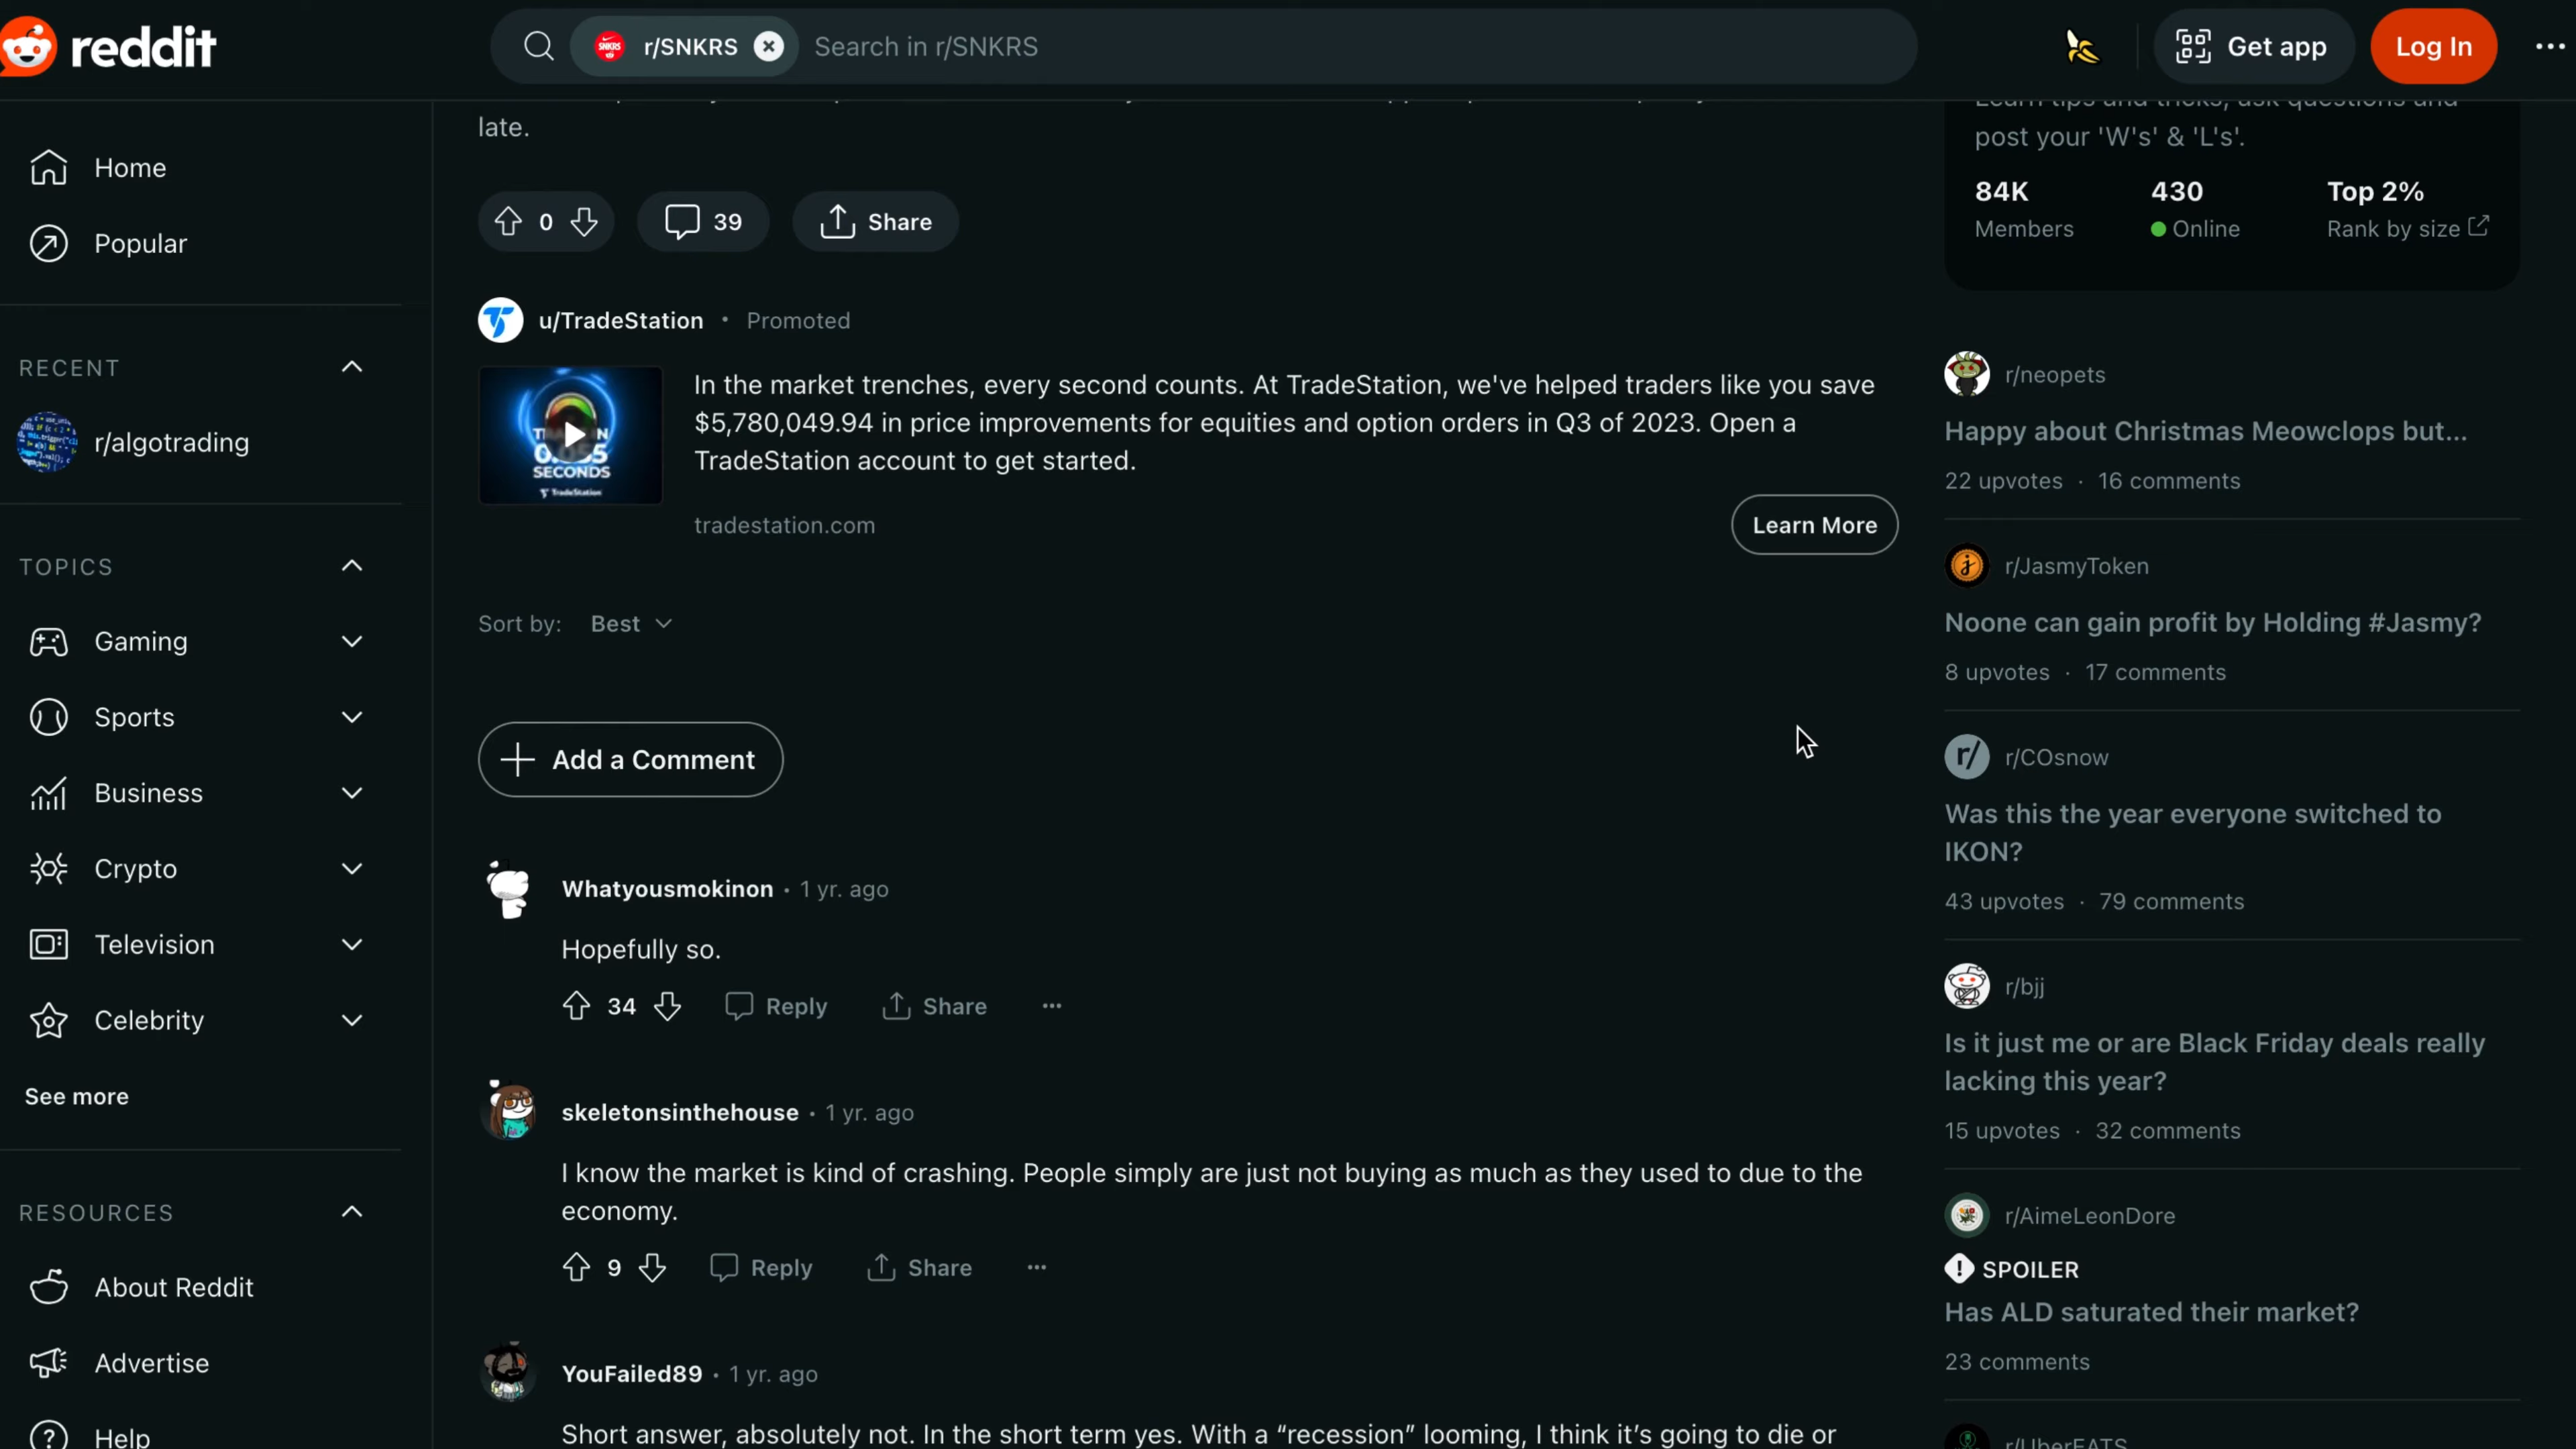 reddit
r/SNKRS
Search in r/SNKRS
Get app
Log In
Home
Popular
RECENT
r/algotrading
TOPICS
Gaming
Sports
Business
Crypto
Television
Celebrity
See more
RESOURCES
About Reddit
Advertise
Help
late.
0
39
Share
u/TradeStation • Promoted
SECONDS
TradeStation
In the market trenches, every second counts. At TradeStation, we've helped traders like you save
$5,780,049.94 in price improvements for equities and option orders in Q3 of 2023. Open a
TradeStation account to get started.
tradestation.com
Learn More
Sort by: Best
Add a Comment
Whatyousmokinon • 1 yr. ago
Hopefully so.
34 Reply Share
skeletonsinthehouse • 1 yr. ago
I know the market is kind of crashing. People simply are just not buying as much as they used to due to the
economy.
9 Reply Share
YouFailed89 • 1 yr. ago
Short answer, absolutely not. In the short term yes. With a “recession” looming, I think it’s going to die or
Learn tips and tricks, ask questions and
post your 'W's' & 'L's'.
84K 430 Top 2%
Members Online Rank by size
r/neopets
Happy about Christmas Meowclops but...
22 upvotes · 16 comments
r/JasmyToken
Noone can gain profit by Holding #Jasmy?
8 upvotes · 17 comments
r/COsnow
Was this the year everyone switched to
IKON?
43 upvotes · 79 comments
r/bjj
Is it just me or are Black Friday deals really
lacking this year?
15 upvotes · 32 comments
r/AimeLeonDore
SPOILER
Has ALD saturated their market?
23 comments
r/UberEATS